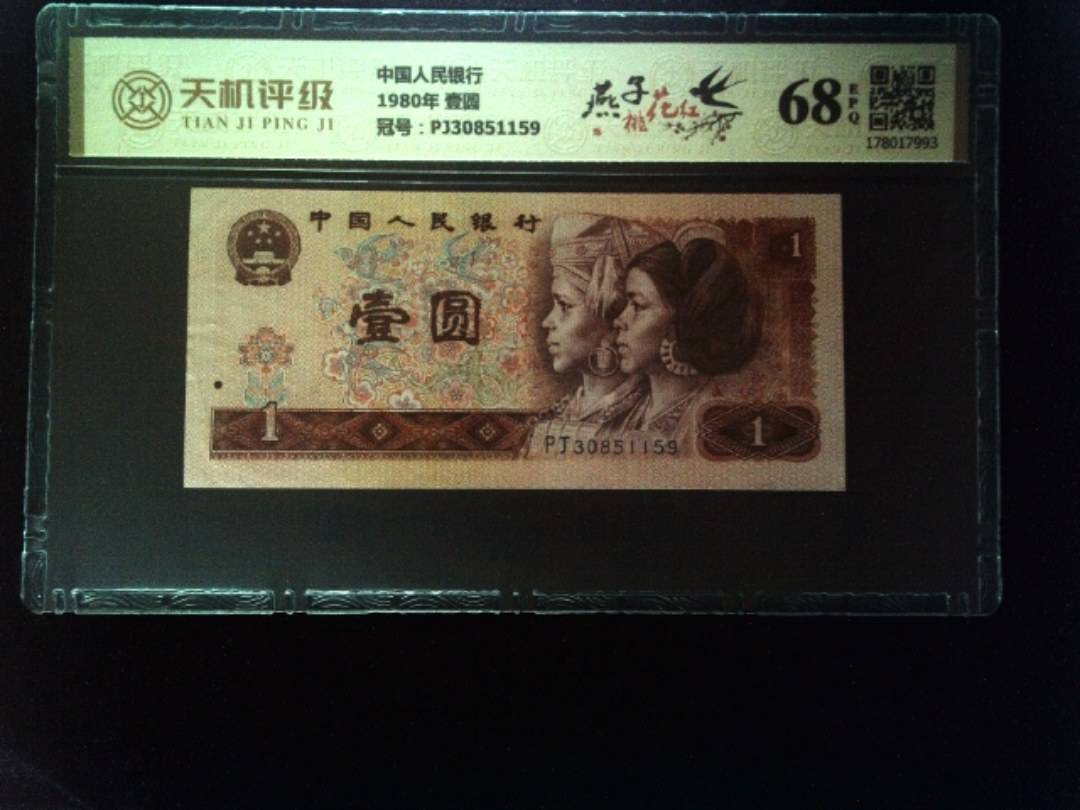 天机评级
TIAN JI PING JI
中国人民银行
1980年 壹圆
冠号：PJ30851159
燕子
桃花红
68 EPQ
178017993
中国人民银行
1
壹圆
1
PJ30851159
1